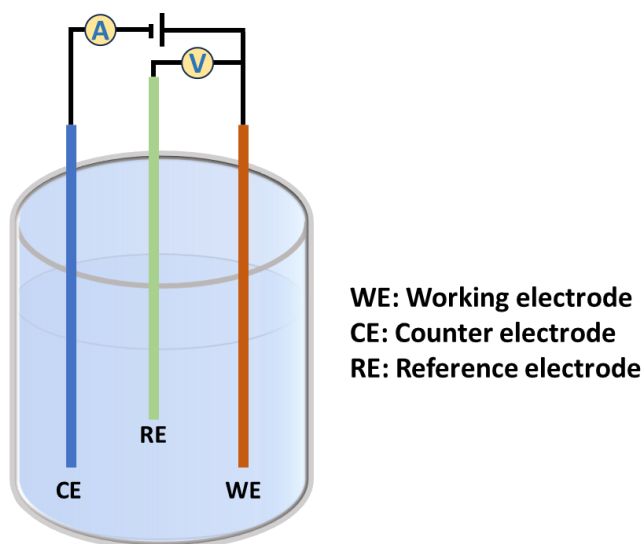 A
V
WE: Working electrode
CE: Counter electrode
RE: Reference electrode
RE
CE
WE